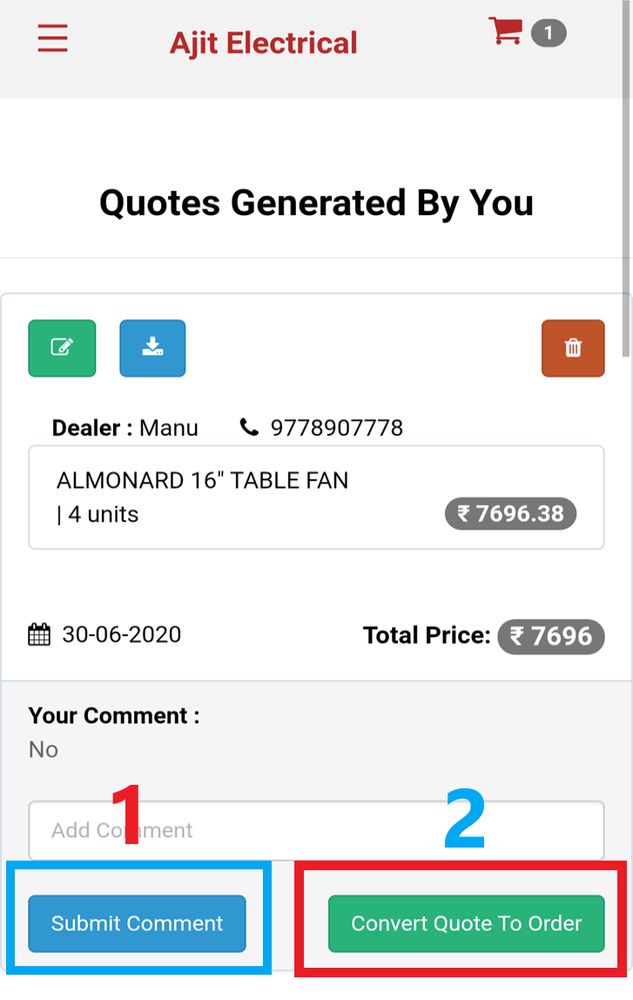 Ajit Electrical
1
Quotes Generated By You
Dealer : Manu 9778907778
ALMONARD 16" TABLE FAN
| 4 units
₹ 7696.38
30-06-2020
Total Price: ₹ 7696
Your Comment :
No
1
2
Add Comment
Submit Comment
Convert Quote To Order